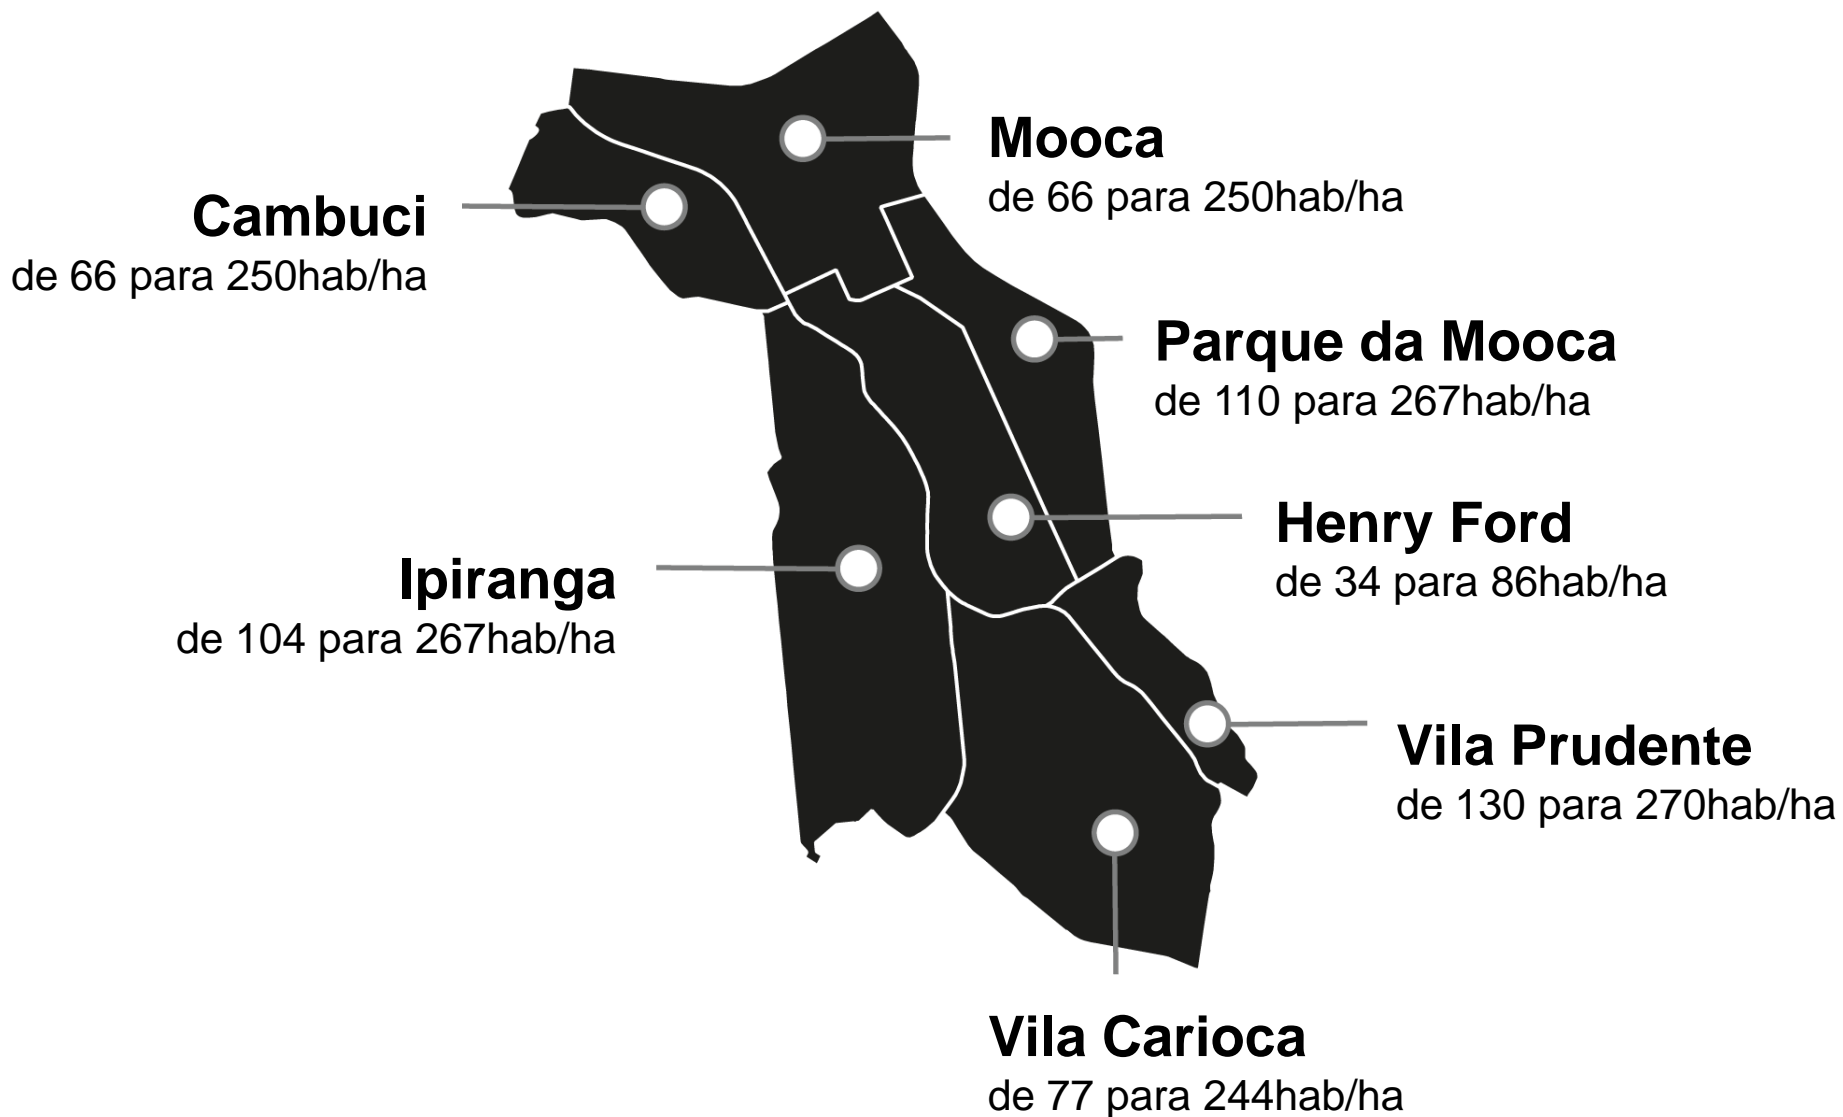 Mooca
de 66 para 250hab/ha
Cambuci
de 66 para 250hab/ha
Parque da Mooca
de 110 para 267hab/ha
Henry Ford
de 34 para 86hab/ha
Ipiranga
de 104 para 267hab/ha
Vila Prudente
de 130 para 270hab/ha
Vila Carioca
de 77 para 244hab/ha